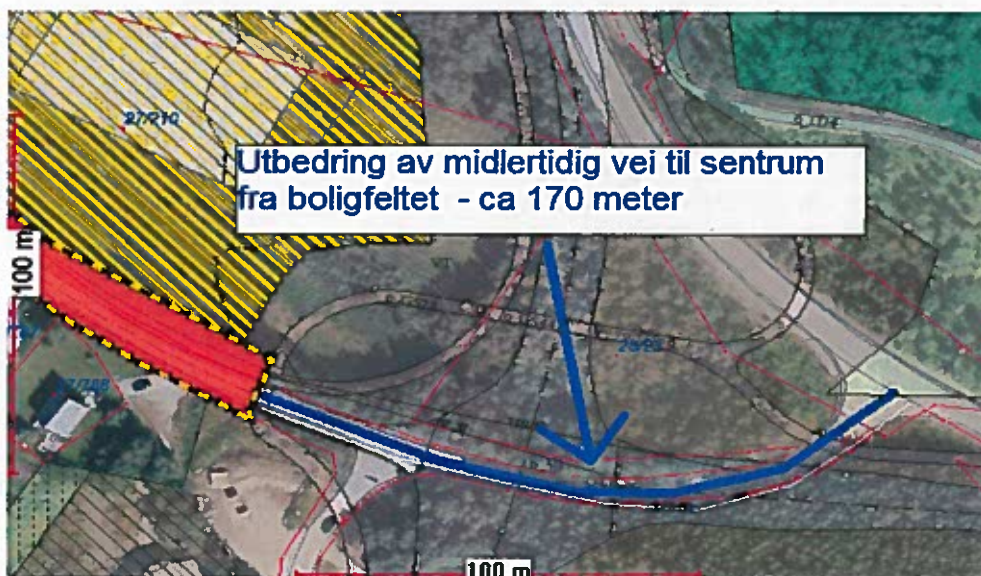 Utbedring av midlertidig vei til sentrum
fra boligfeltet - ca 170 meter
100 m
100 m